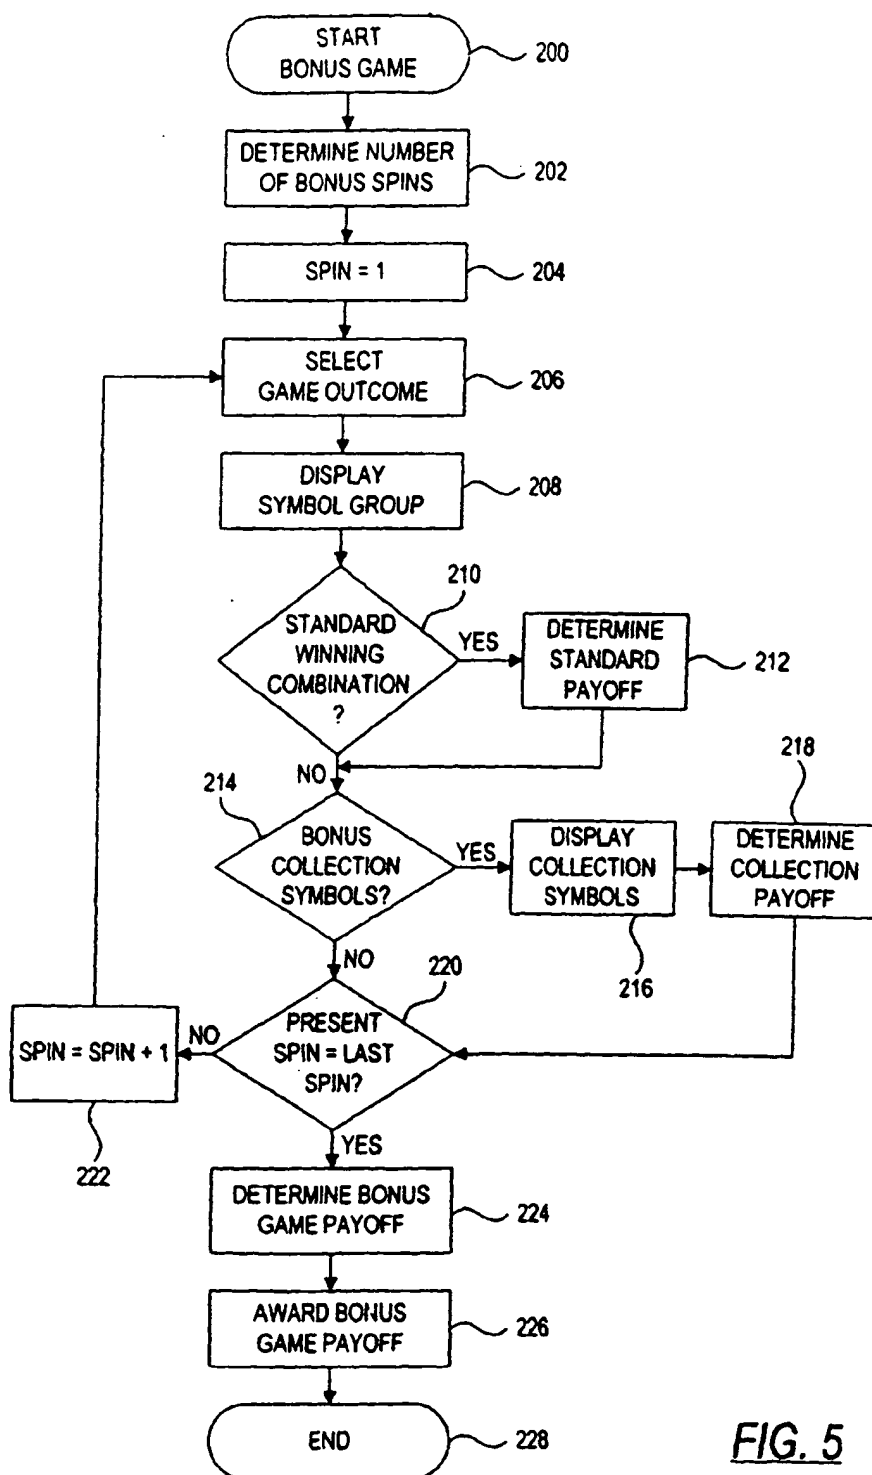 START
BONUS GAME
200
DETERMINE NUMBER
OF BONUS SPINS
202
SPIN = 1
204
SELECT
GAME OUTCOME
206
DISPLAY
SYMBOL GROUP
208
210
STANDARD
WINNING
COMBINATION
?
YES
DETERMINE
STANDARD
PAYOFF
212
NO
214
BONUS
COLLECTION
SYMBOLS?
YES
DISPLAY
COLLECTION
SYMBOLS
216
218
DETERMINE
COLLECTION
PAYOFF
NO
220
PRESENT
SPIN = LAST
SPIN?
NO
SPIN = SPIN + 1
222
YES
DETERMINE BONUS
GAME PAYOFF
224
AWARD BONUS
GAME PAYOFF
226
END
228
FIG. 5